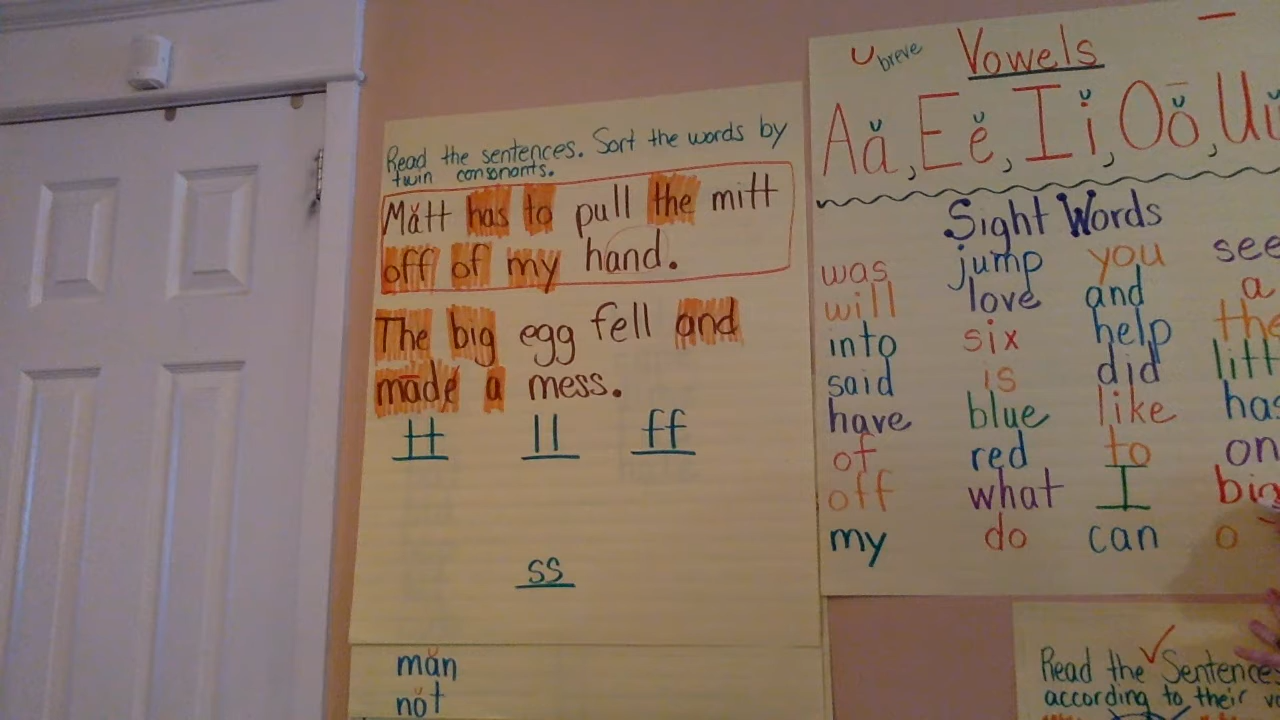 Read the sentences. Sort the words by
twin consonants.
Mătt has to pull the mitt
off of my hand.
The big egg fell and
māde a mess.
tt ll ff
ss
măn
nŏt
breve Vowels
Aă, Eĕ, Iĭ, Oŏ, Uŭ
Sight Words
was jump you see
will love and a
into six help the
said is did
have blue like has
of red to on
off what I big
my do can
Read the Sentences
according to their